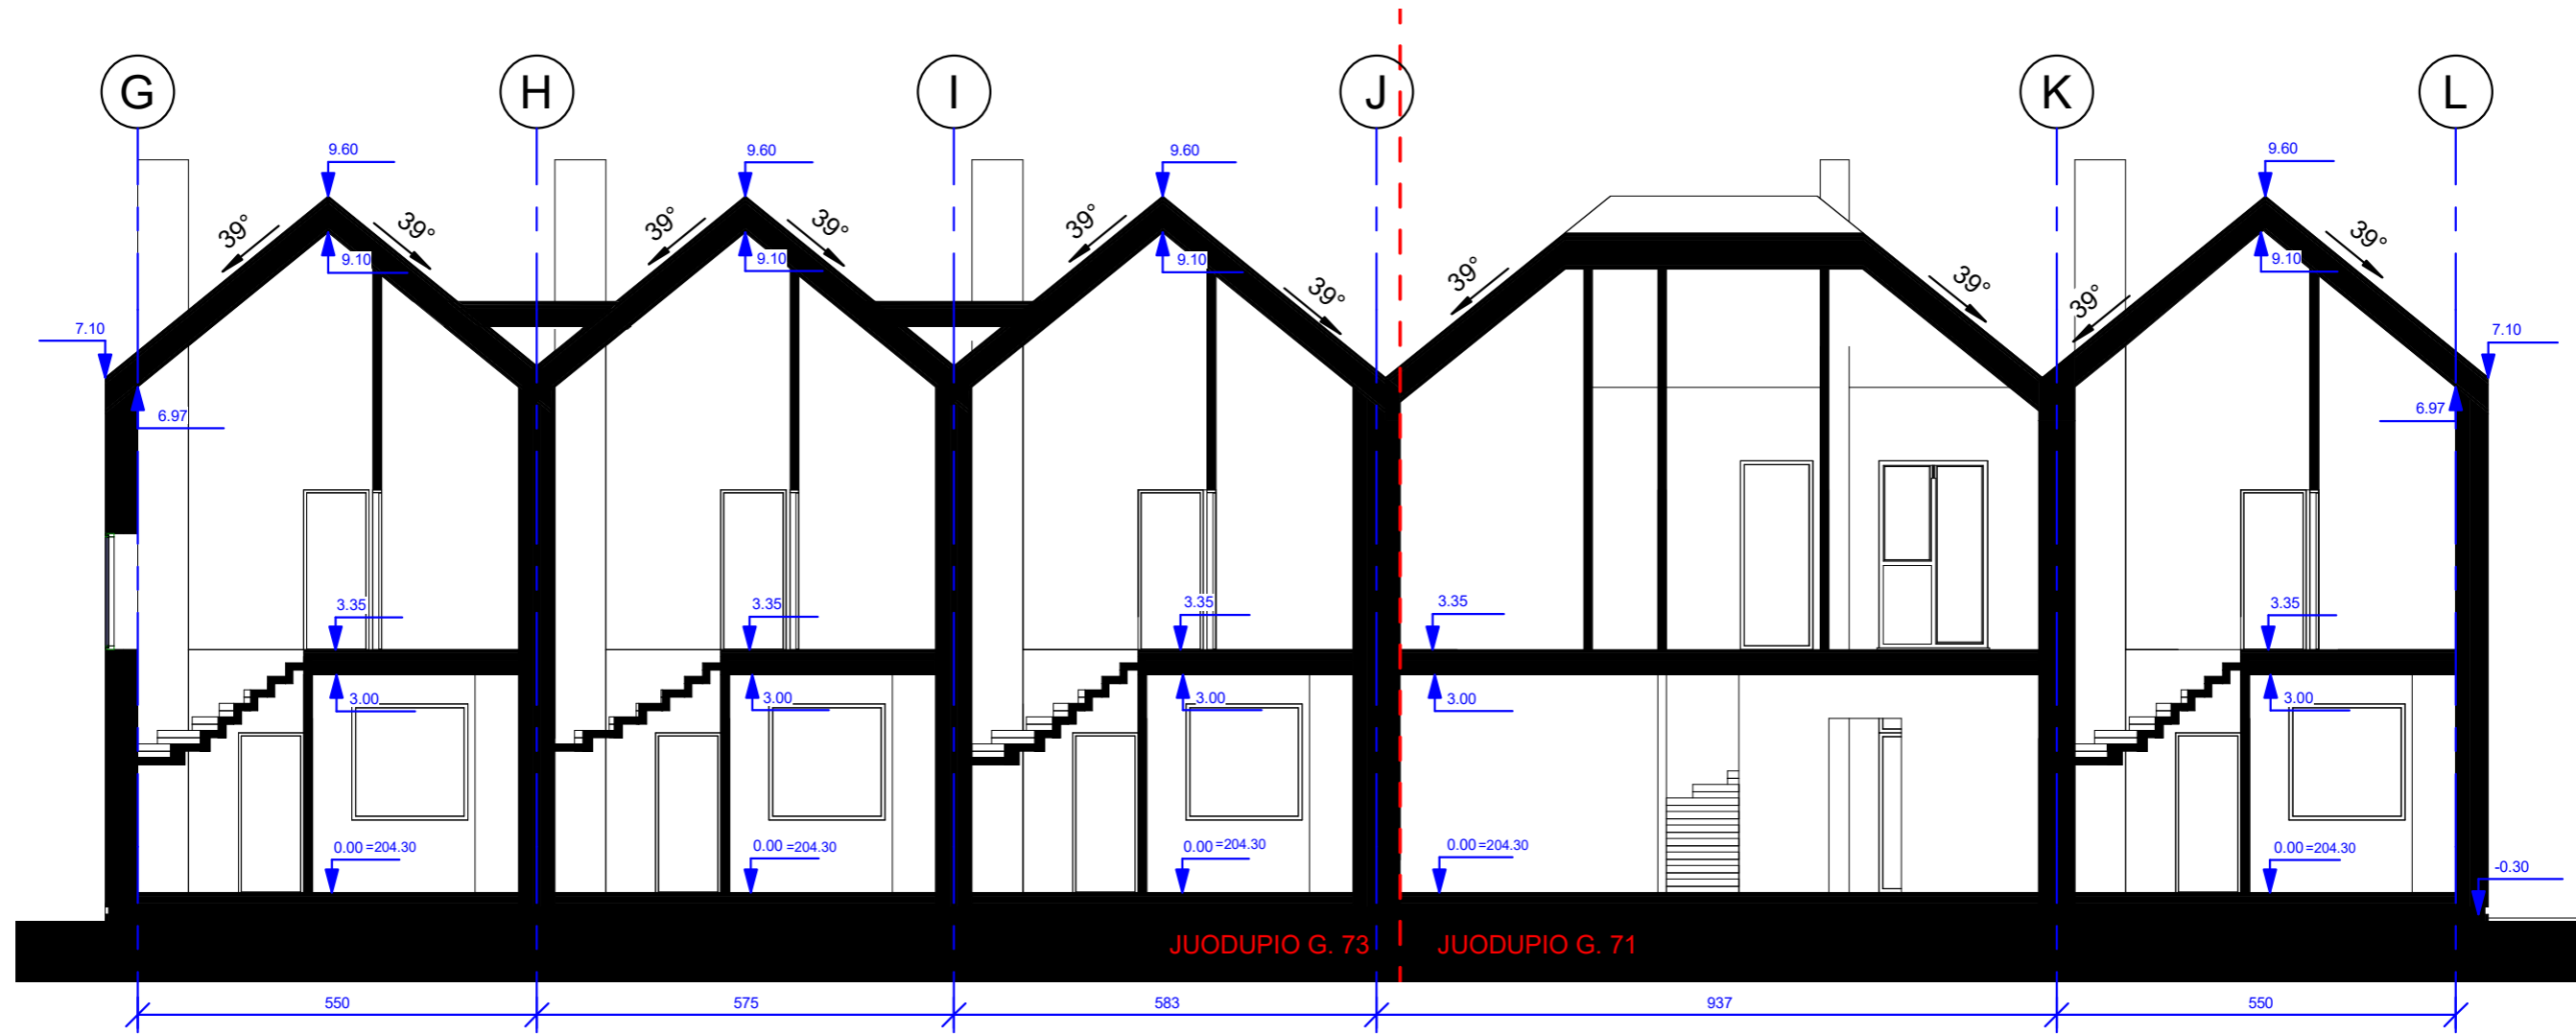 G H I J K L
9.60 9.60 9.60 9.60
39° 39° 39° 39° 39° 39° 39° 39° 39° 39°
9.10 9.10 9.10 9.10
7.10 7.10
6.97 6.97
3.35 3.35 3.35 3.35 3.35
3.00 3.00 3.00 3.00 3.00
0.00 =204.30 0.00 =204.30 0.00 =204.30 0.00 =204.30 0.00 =204.30
-0.30
JUODUPIO G. 73 JUODUPIO G. 71
550 575 583 937 550